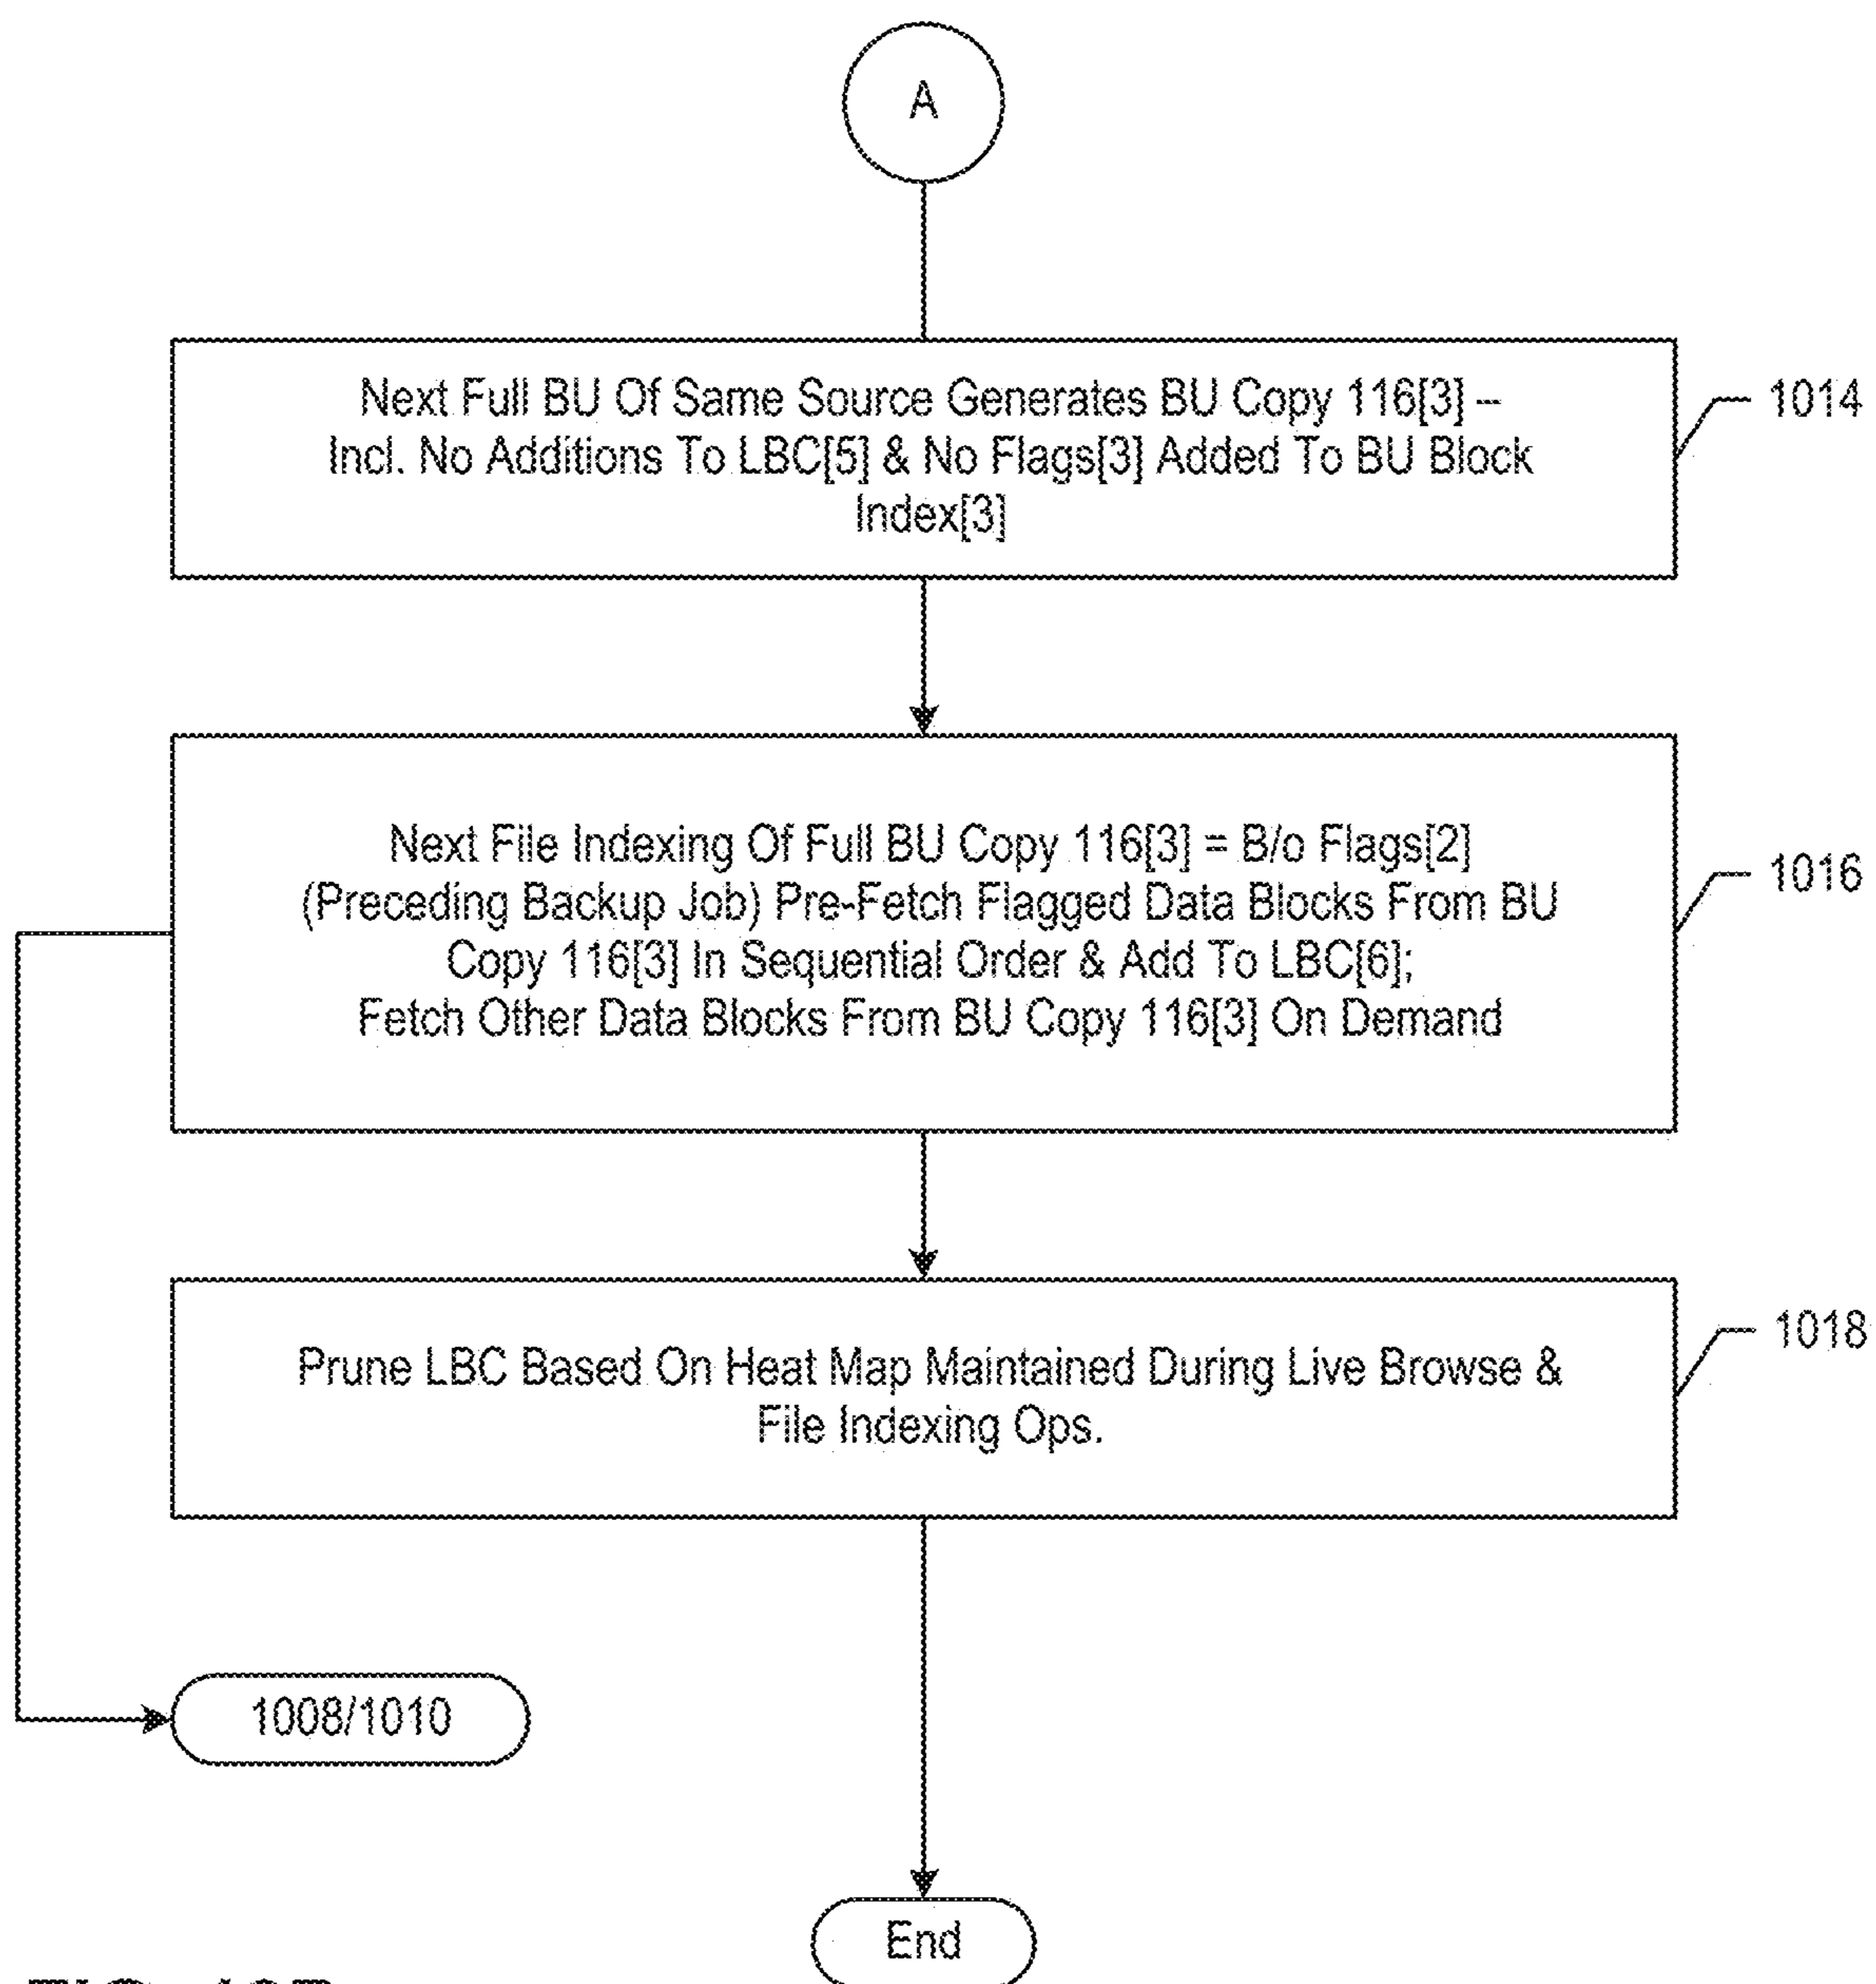 A
Next Full BU Of Same Source Generates BU Copy 116[3] --
Incl. No Additions To LBC[5] & No Flags[3] Added To BU Block
Index[3]
1014
Next File Indexing Of Full BU Copy 116[3] = B/o Flags[2]
(Preceding Backup Job) Pre-Fetch Flagged Data Blocks From BU
Copy 116[3] In Sequential Order & Add To LBC[6];
Fetch Other Data Blocks From BU Copy 116[3] On Demand
1016
Prune LBC Based On Heat Map Maintained During Live Browse &
File Indexing Ops.
1018
1008/1010
End